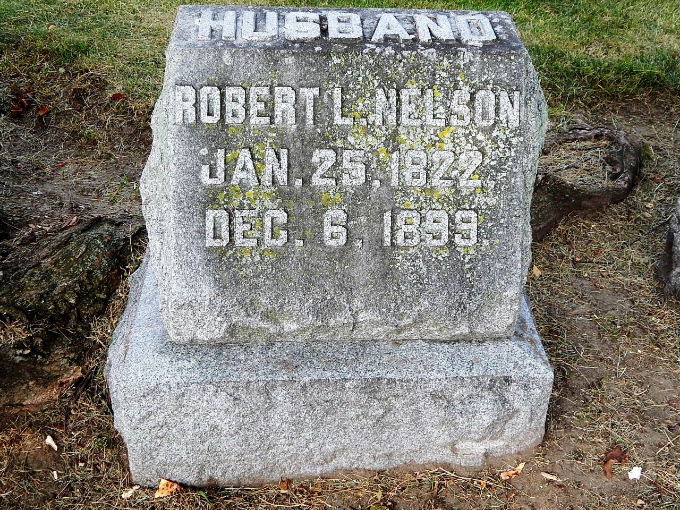 HUSBAND
ROBERT L. NELSON
JAN. 25, 1822
DEC. 6, 1899